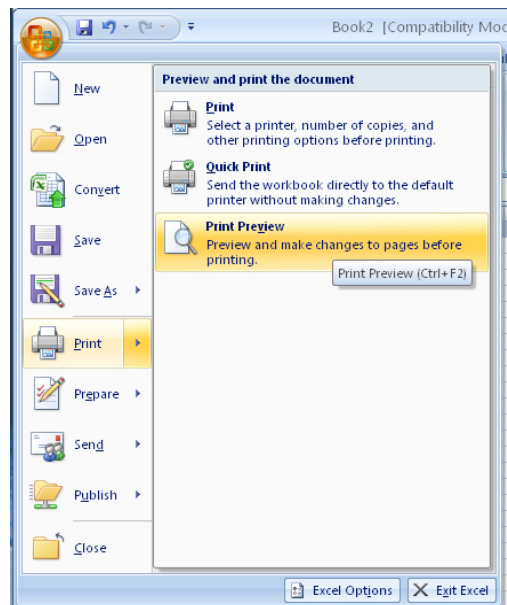 Book2 [Compatibility Mo
New
Open
Convert
Save
Save As
Print
Prepare
Send
Publish
Close
Preview and print the document
Print
Select a printer, number of copies, and
other printing options before printing.
Quick Print
Send the workbook directly to the default
printer without making changes.
Print Preview
Preview and make changes to pages before
printing.
Print Preview (Ctrl+F2)
Excel Options
Exit Excel